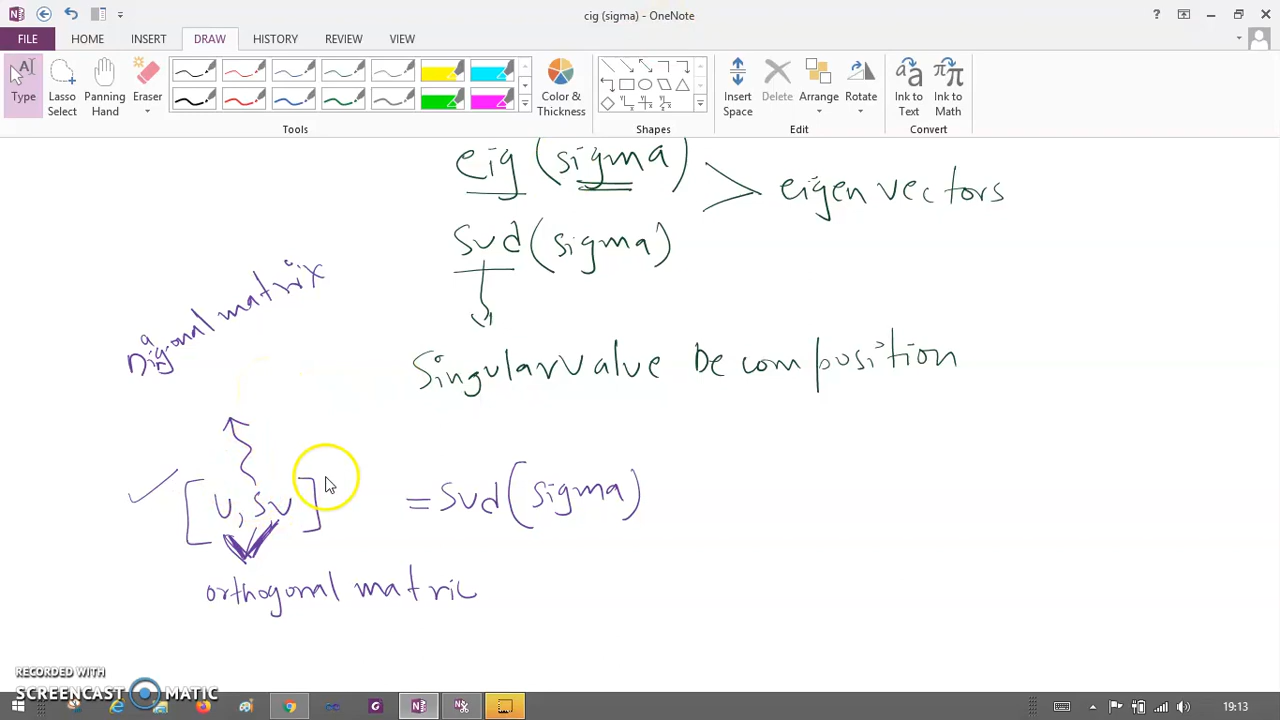 cig (sigma) - OneNote
FILE HOME INSERT DRAW HISTORY REVIEW VIEW
Type
Lasso Select
Panning Hand
Eraser
Color & Thickness
Insert Space
Delete
Arrange
Rotate
Ink to Text
Ink to Math
Tools Shapes Edit Convert
eig (sigma)
eigen vectors
svd (sigma)
Diagonal matrix
Singularvalue Decomposition
[U, SV] = Svd (sigma)
orthogonal matric
RECORDED WITH
SCREENCAST MATIC
19:13